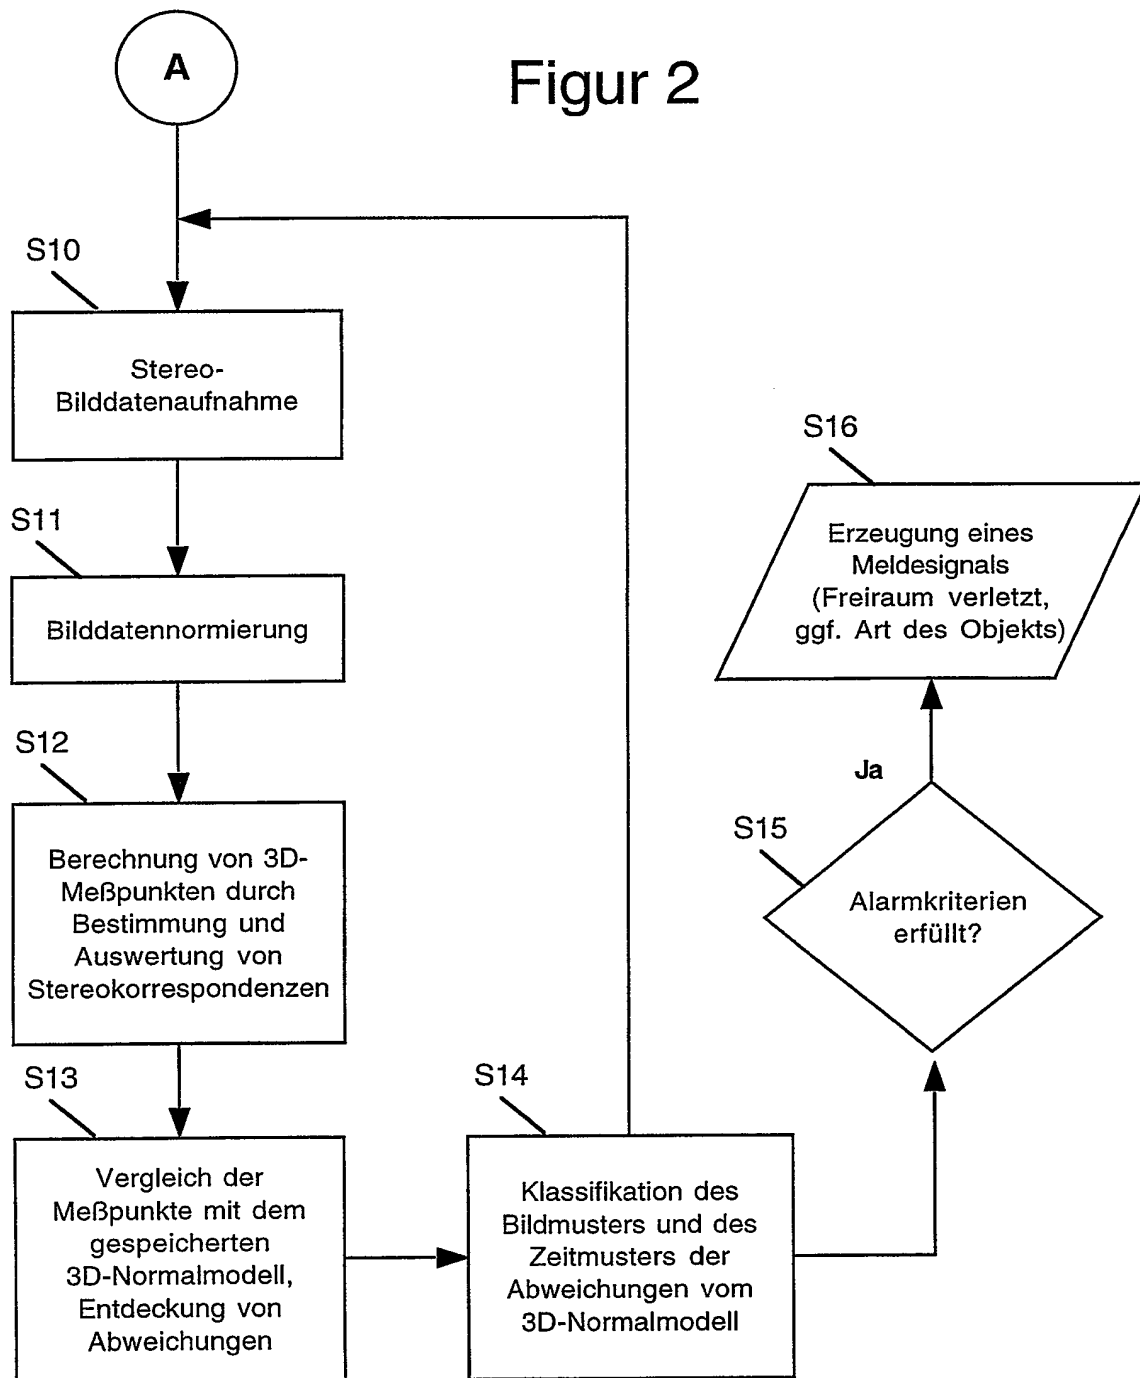 A
Figur 2
S10
Stereo-
Bilddatenaufnahme
S11
Bilddatennormierung
S12
Berechnung von 3D-
Meßpunkten durch
Bestimmung und
Auswertung von
Stereokorrespondenzen
S13
Vergleich der
Meßpunkte mit dem
gespeicherten
3D-Normalmodell,
Entdeckung von
Abweichungen
S14
Klassifikation des
Bildmusters und des
Zeitmusters der
Abweichungen vom
3D-Normalmodell
S15
Alarmkriterien
erfüllt?
Ja
S16
Erzeugung eines
Meldesignals
(Freiraum verletzt,
ggf. Art des Objekts)